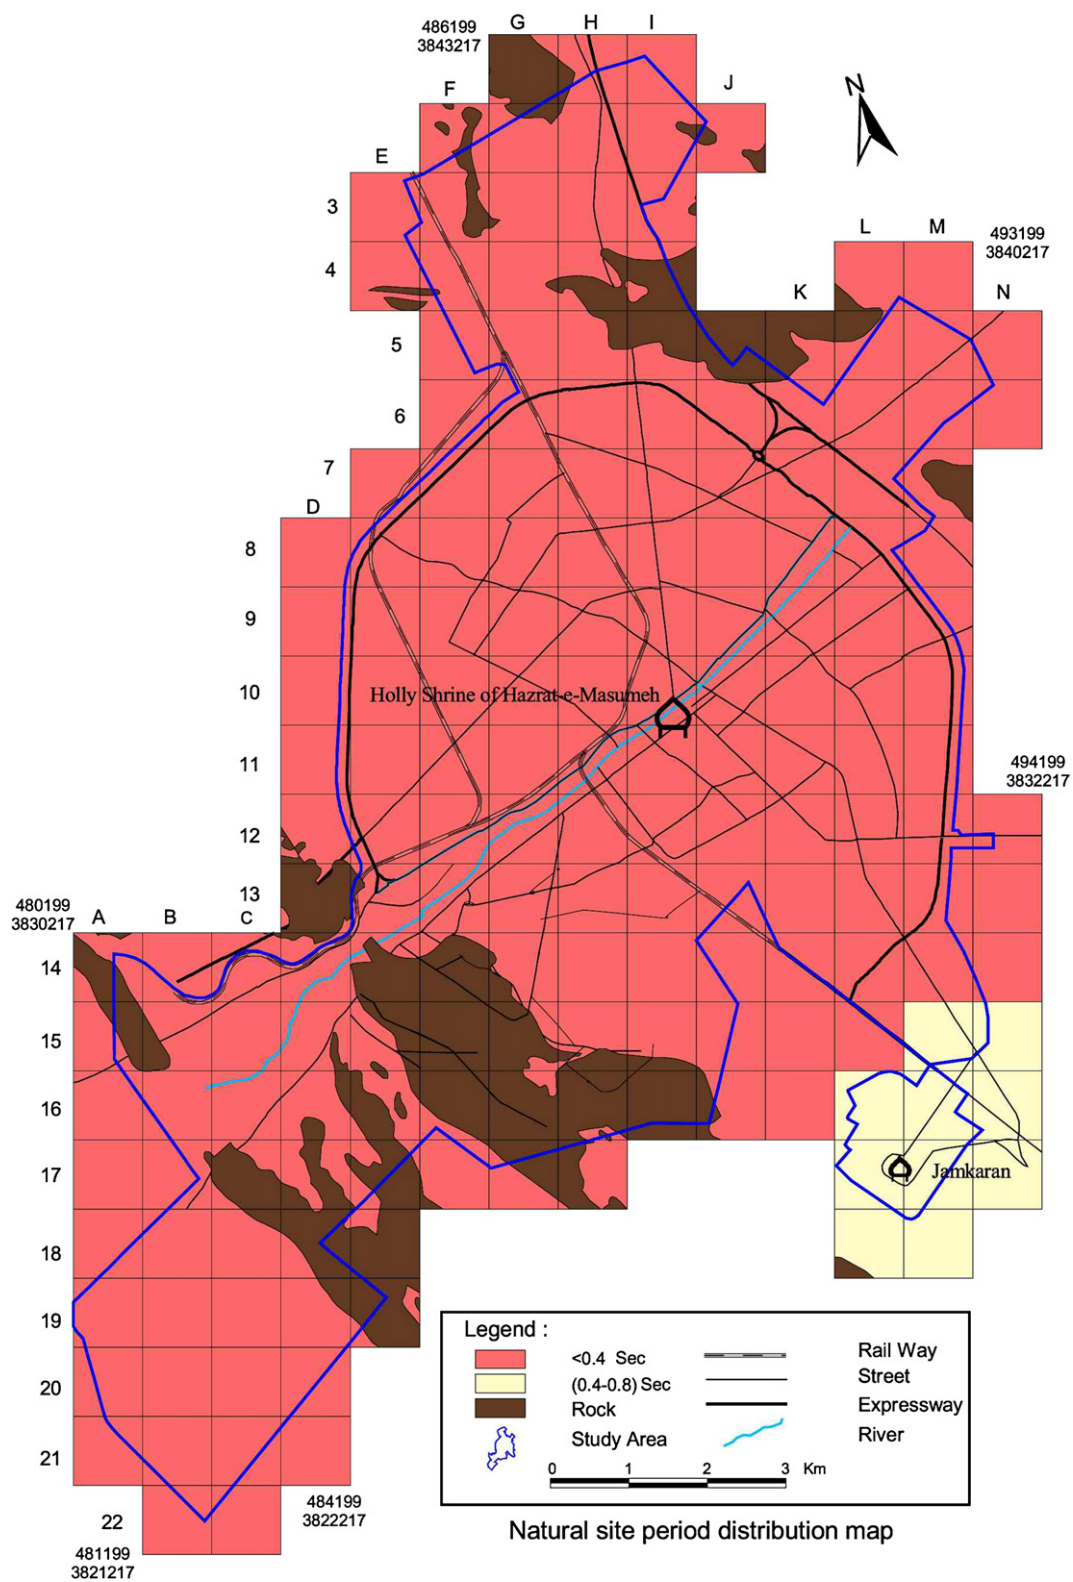 486199
3843217
G
H
I
F
J
E
3
L
M
493199
3840217
4
K
N
5
6
7
D
8
9
Holly Shrine of Hazrat-e-Masumeh
10
11
494199
3832217
12
13
480199
3830217
A
B
C
14
15
16
17
Jamkaran
18
19
Legend :
<0.4 Sec
Rail Way
(0.4-0.8) Sec
Street
20
Rock
Expressway
Study Area
River
21
0 1 2 3 Km
484199
3822217
22
Natural site period distribution map
481199
3821217
N